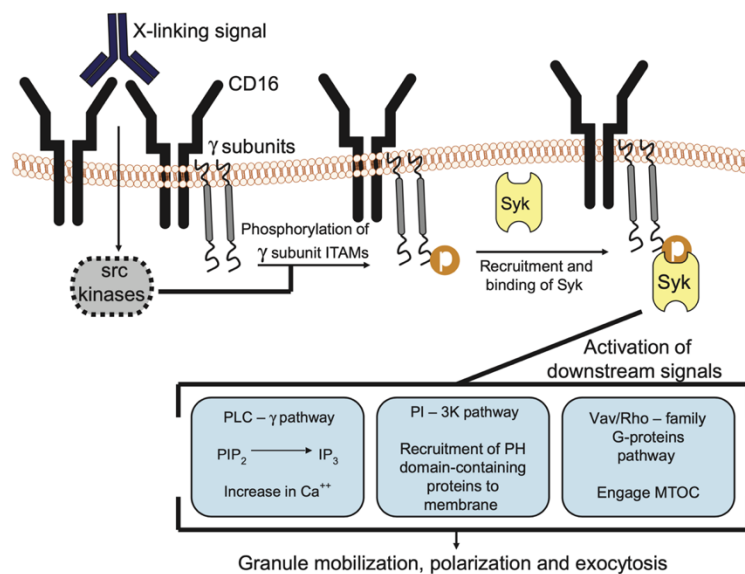 X-linking signal
CD16
γ subunits
src
kinases
Phosphorylation of
γ subunit ITAMs
p
Syk
Recruitment and
binding of Syk
p
Syk
Activation of
downstream signals
PLC – γ pathway
PIP₂ → IP₃
Increase in Ca⁺⁺
PI – 3K pathway
Recruitment of PH
domain-containing
proteins to
membrane
Vav/Rho – family
G-proteins
pathway
Engage MTOC
Granule mobilization, polarization and exocytosis